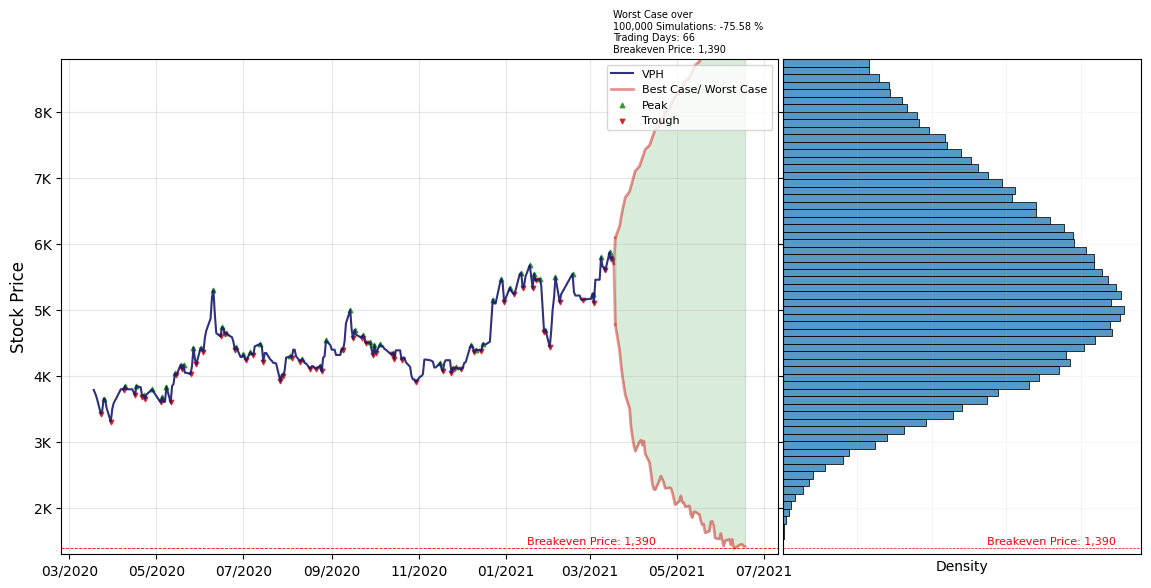 Worst Case over
100,000 Simulations: -75.58 %
Trading Days: 66
Breakeven Price: 1,390
VPH
Best Case/ Worst Case
Peak
Trough
Stock Price
8K
7K
6K
5K
4K
3K
2K
Breakeven Price: 1,390
Breakeven Price: 1,390
03/2020 05/2020 07/2020 09/2020 11/2020 01/2021 03/2021 05/2021 07/2021
Density